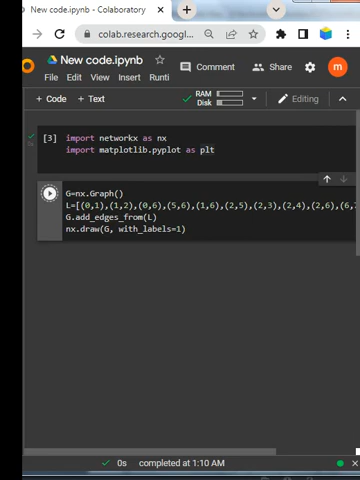 New code.ipynb - Colaboratory
colab.research.goog...
New code.ipynb
File Edit View Insert Runti
Comment Share m
+ Code + Text RAM Disk Editing
[3] import networkx as nx
import matplotlib.pyplot as plt
G=nx.Graph()
L=[(0,1),(1,2),(0,6),(5,6),(1,6),(2,5),(2,3),(2,4),(2,6),(6,
G.add_edges_from(L)
nx.draw(G, with_labels=1)
0s completed at 1:10 AM